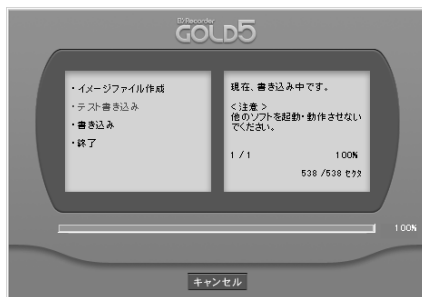 B's Recorder
GOLD5
・イメージファイル作成
・テスト書き込み
・書き込み
・終了
現在、書き込み中です。
<注意>
他のソフトを起動・動作させない
でください。
1 / 1 100%
538 /538 セクタ
100%
キャンセル